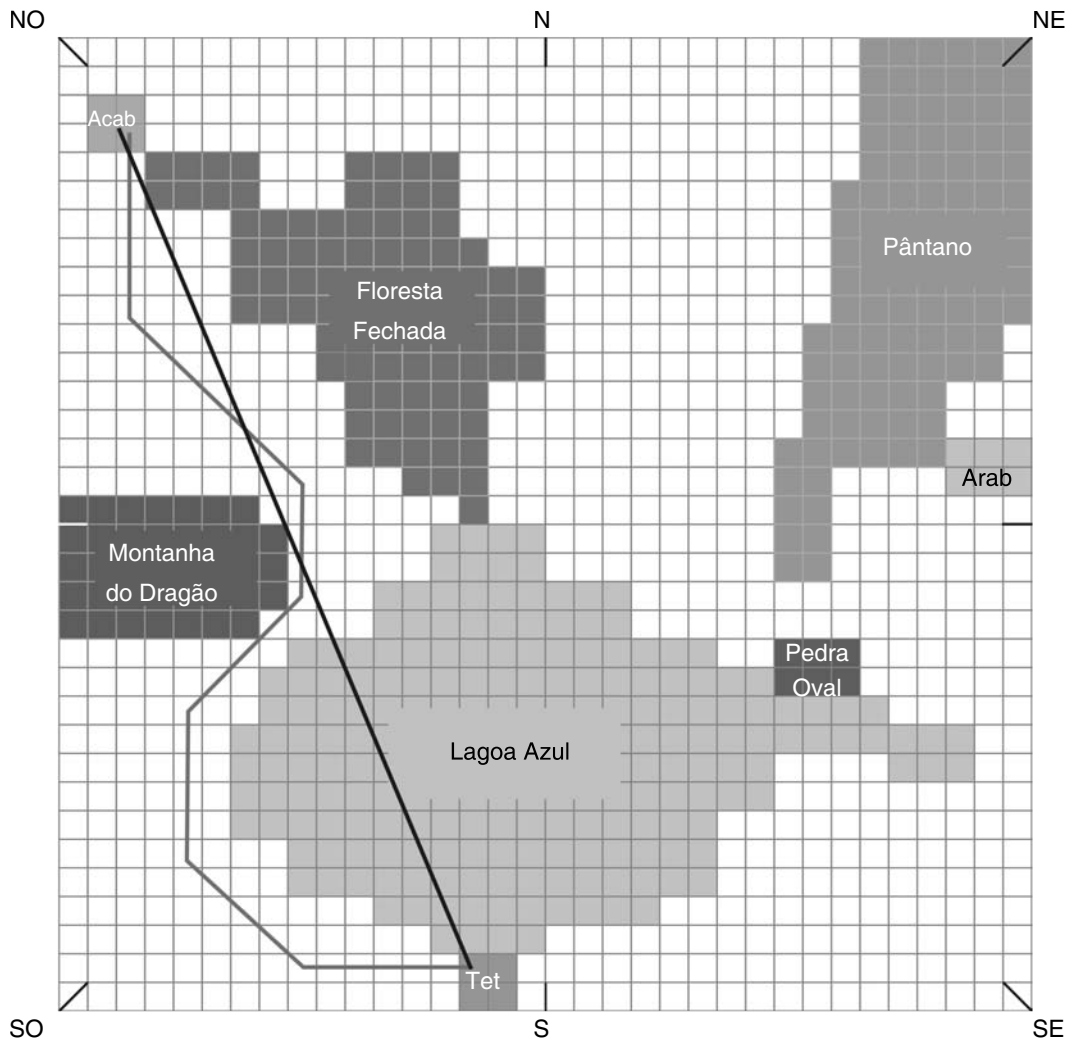 NO N NE
Acab
Pântano
Floresta
Fechada
Arab
Montanha
do Dragão
Pedra
Oval
Lagoa Azul
Tet
SO S SE